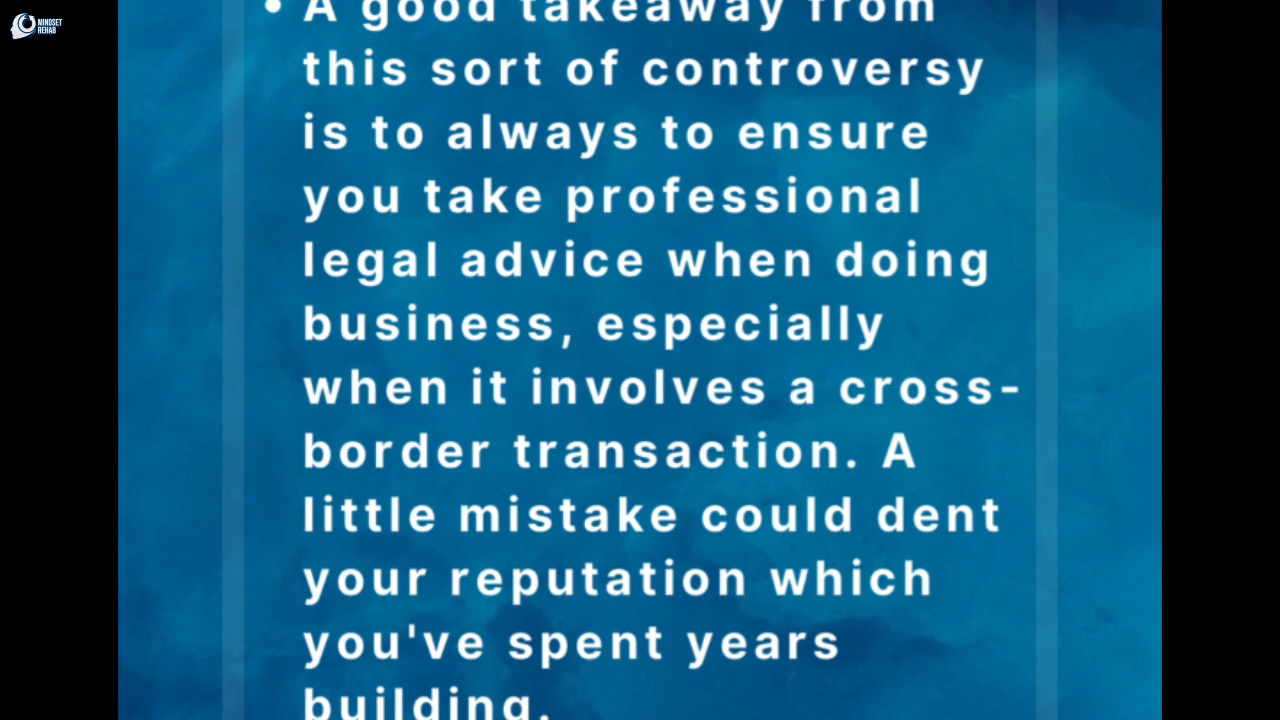 MINDSET
REHAB
• A good takeaway from
this sort of controversy
is to always to ensure
you take professional
legal advice when doing
business, especially
when it involves a cross-
border transaction. A
little mistake could dent
your reputation which
you've spent years
building.